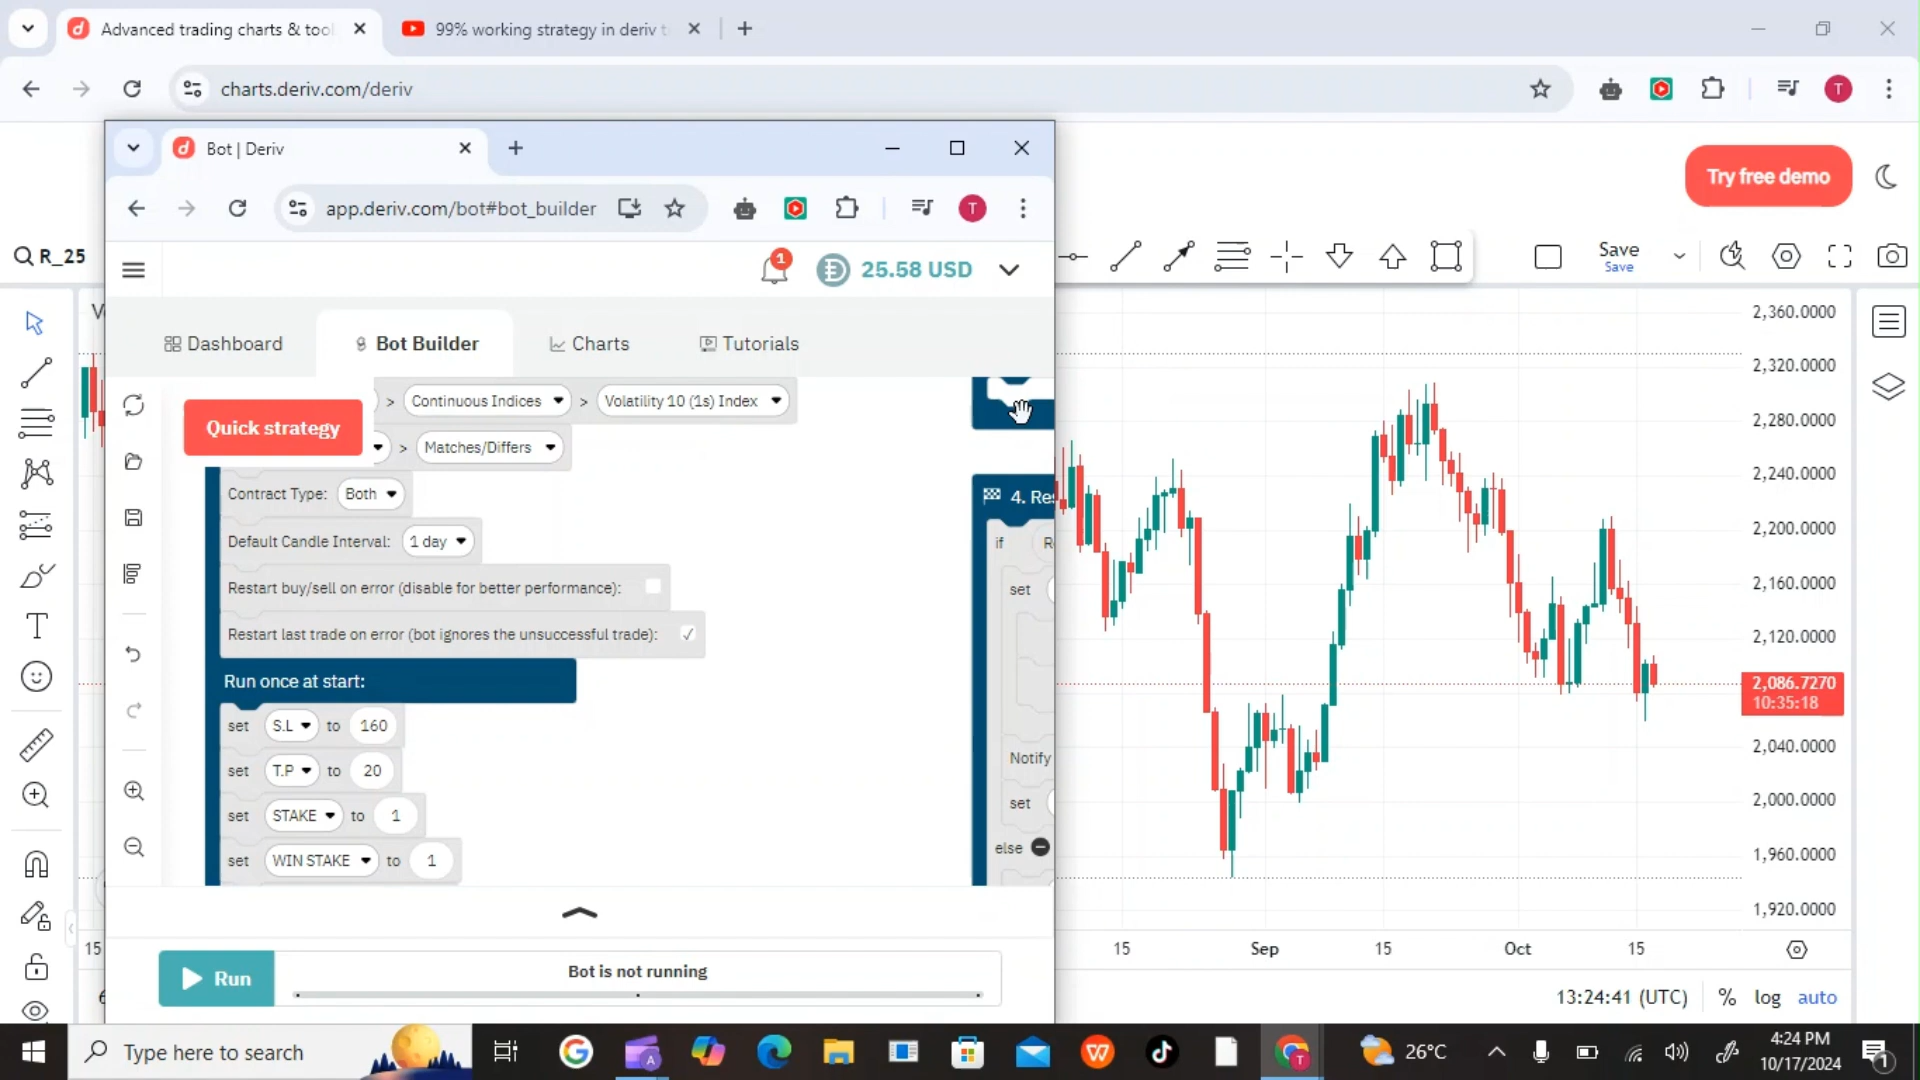 Advanced trading charts & too
99% working strategy in deriv t
charts.deriv.com/deriv
T
Bot | Deriv
Try free demo
app.deriv.com/bot#bot_builder
T
R_25
1
25.58 USD
Save
Save
V
Dashboard
Bot Builder
Charts
Tutorials
> Continuous Indices > Volatility 10 (1s) Index
Quick strategy
> Matches/Differs
Contract Type: Both
4. Res
Default Candle Interval: 1 day
if R
Restart buy/sell on error (disable for better performance):
set
Restart last trade on error (bot ignores the unsuccessful trade):
Run once at start:
set S.L to 160
set T.P to 20
Notify
set STAKE to 1
set
set WIN STAKE to 1
else
2,360.0000
2,320.0000
2,280.0000
2,240.0000
2,200.0000
2,160.0000
2,120.0000
2,086.7270
10:35:18
2,040.0000
2,000.0000
1,960.0000
1,920.0000
15
15
Sep
15
Oct
15
Run
Bot is not running
13:24:41 (UTC)
%
log
auto
Type here to search
26°C
4:24 PM
10/17/2024
1